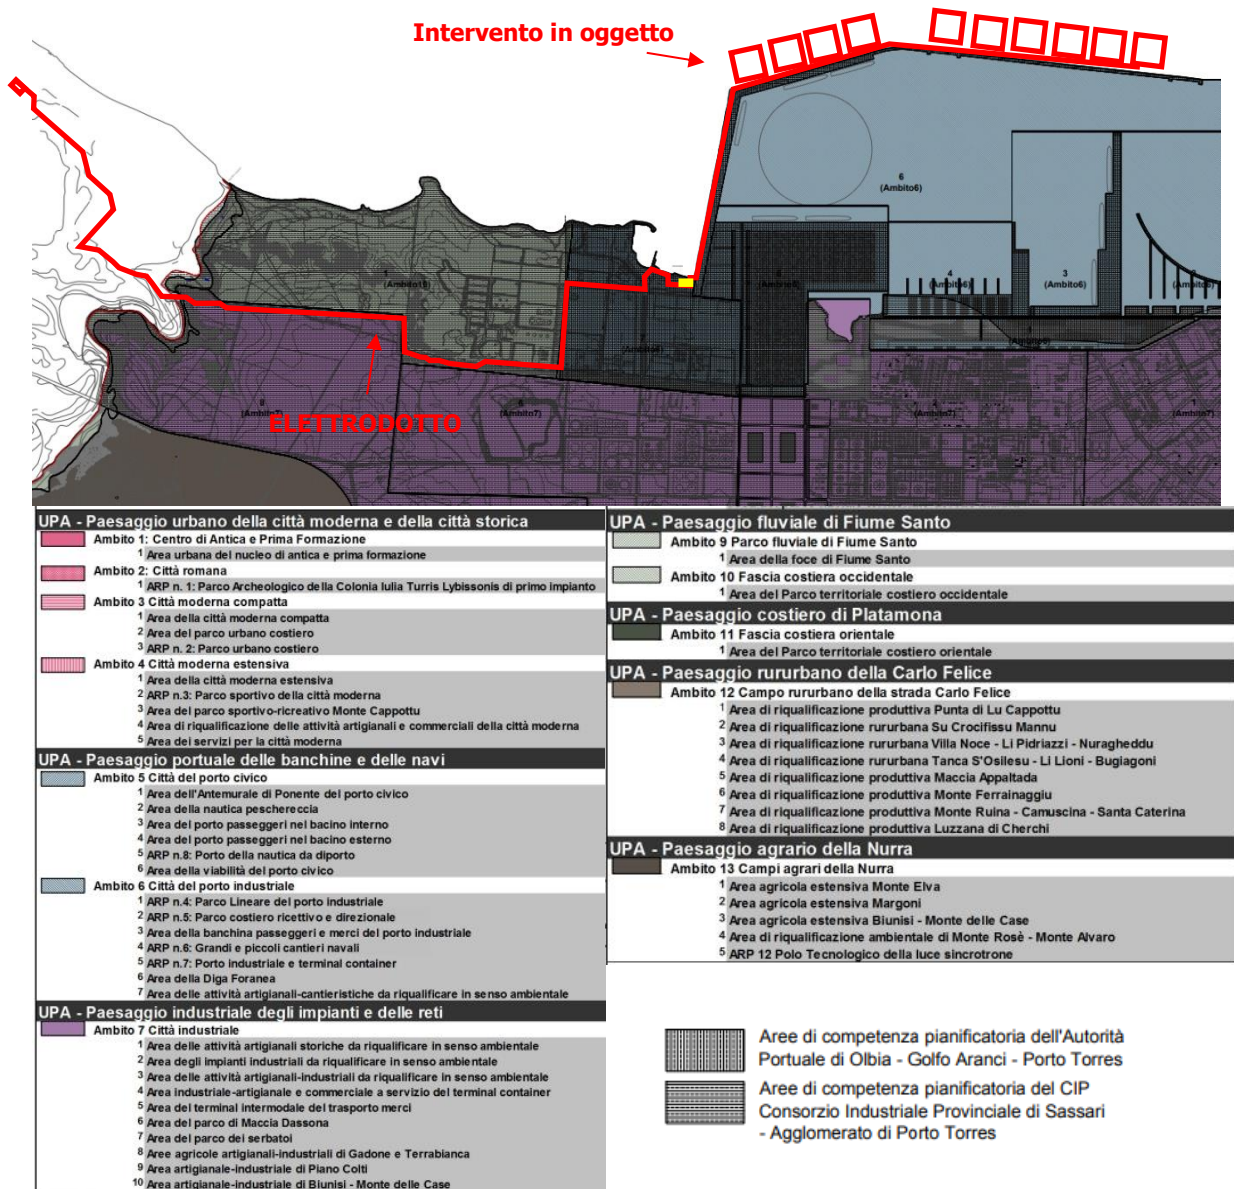 Intervento in oggetto
6
(Ambito6)
1
4
(Ambito6)
3
(Ambito6)
(Ambito6)
1
(Ambito7)
6
(Ambito7)
(Ambito7)
ELETTRODOTTO
UPA - Paesaggio urbano della città moderna e della città storica
Ambito 1: Centro di Antica e Prima Formazione
1 Area urbana del nucleo di antica e prima formazione
Ambito 2: Città romana
1 ARP n. 1: Parco Archeologico della Colonia Iulia Turris Lybissonis di primo impianto
Ambito 3 Città moderna compatta
1 Area della città moderna compatta
2 Area del parco urbano costiero
3 ARP n. 2: Parco urbano costiero
Ambito 4 Città moderna estensiva
1 Area della città moderna estensiva
2 ARP n.3: Parco sportivo della città moderna
3 Area del parco sportivo-ricreativo Monte Cappottu
4 Area di riqualificazione delle attività artigianali e commerciali della città moderna
5 Area dei servizi per la città moderna
UPA - Paesaggio portuale delle banchine e delle navi
Ambito 5 Città del porto civico
1 Area dell'Antemurale di Ponente del porto civico
2 Area della nautica peschereccia
3 Area del porto passeggeri nel bacino interno
4 Area del porto passeggeri nel bacino esterno
5 ARP n.8: Porto della nautica da diporto
6 Area della viabilità del porto civico
Ambito 6 Città del porto industriale
1 ARP n.4: Parco Lineare del porto industriale
2 ARP n.5: Parco costiero ricettivo e direzionale
3 Area della banchina passeggeri e merci del porto industriale
4 ARP n.6: Grandi e piccoli cantieri navali
5 ARP n.7: Porto industriale e terminal container
6 Area della Diga Foranea
7 Area delle attività artigianali-cantieristiche da riqualificare in senso ambientale
UPA - Paesaggio industriale degli impianti e delle reti
Ambito 7 Città industriale
1 Area delle attività artigianali storiche da riqualificare in senso ambientale
2 Area degli impianti industriali da riqualificare in senso ambientale
3 Area delle attività artigianali-industriali da riqualificare in senso ambientale
4 Area industriale-artigianale e commerciale a servizio del terminal container
5 Area del terminal intermodale del trasporto merci
6 Area del parco di Maccia Dassona
7 Area del parco dei serbatoi
8 Aree agricole artigianali-industriali di Gadone e Terrabianca
9 Area artigianale-industriale di Piano Colti
10 Area artigianale-industriale di Biunisi - Monte delle Case
UPA - Paesaggio fluviale di Fiume Santo
Ambito 9 Parco fluviale di Fiume Santo
1 Area della foce di Fiume Santo
Ambito 10 Fascia costiera occidentale
1 Area del Parco territoriale costiero occidentale
UPA - Paesaggio costiero di Platamona
Ambito 11 Fascia costiera orientale
1 Area del Parco territoriale costiero orientale
UPA - Paesaggio rururbano della Carlo Felice
Ambito 12 Campo rururbano della strada Carlo Felice
1 Area di riqualificazione produttiva Punta di Lu Cappottu
2 Area di riqualificazione rururbana Su Crocifissu Mannu
3 Area di riqualificazione rururbana Villa Noce - Li Pidriazzi - Nuragheddu
4 Area di riqualificazione rururbana Tanca S'Osilesu - Li Lioni - Bugiagoni
5 Area di riqualificazione produttiva Maccia Appaltada
6 Area di riqualificazione produttiva Monte Ferrainaggiu
7 Area di riqualificazione produttiva Monte Ruina - Camuscina - Santa Caterina
8 Area di riqualificazione produttiva Luzzana di Cherchi
UPA - Paesaggio agrario della Nurra
Ambito 13 Campi agrari della Nurra
1 Area agricola estensiva Monte Elva
2 Area agricola estensiva Margoni
3 Area agricola estensiva Biunisi - Monte delle Case
4 Area di riqualificazione ambientale di Monte Rosè - Monte Alvaro
5 ARP 12 Polo Tecnologico della luce sincrotrone
Aree di competenza pianificatoria dell'Autorità
Portuale di Olbia - Golfo Aranci - Porto Torres
Aree di competenza pianificatoria del CIP
Consorzio Industriale Provinciale di Sassari
- Agglomerato di Porto Torres